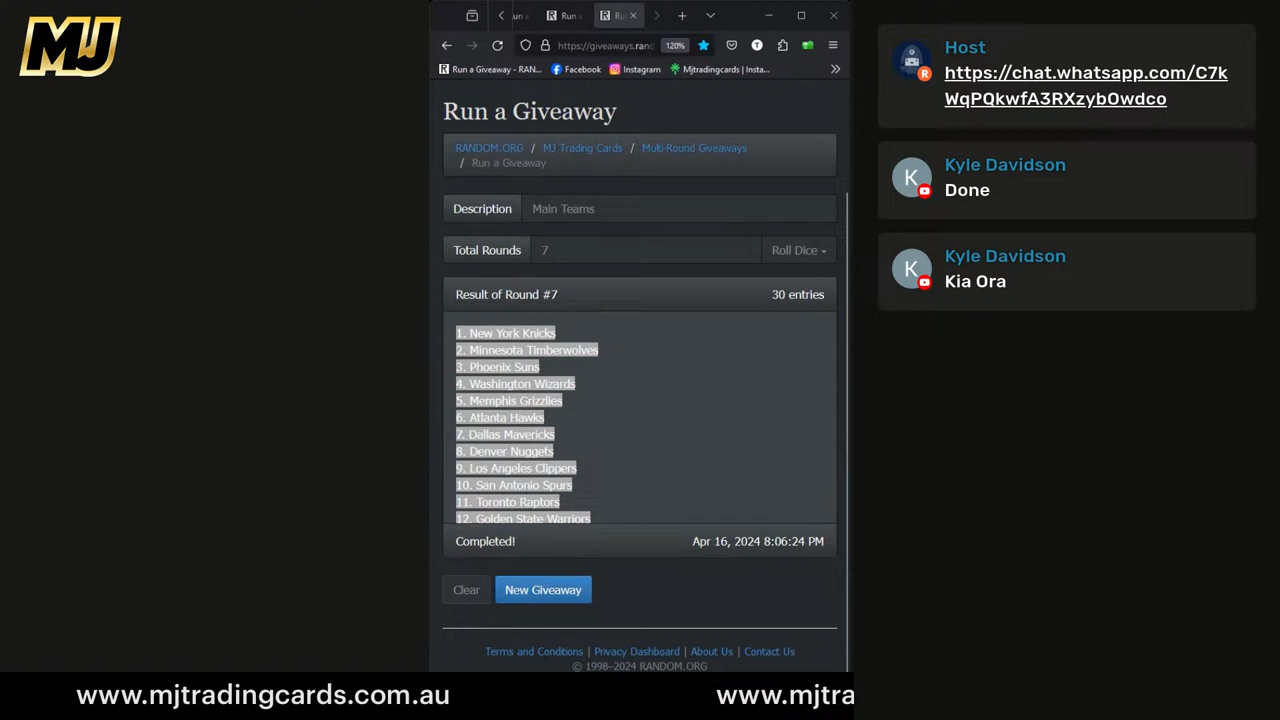 MJ
https://giveaways.rand
120%
Run a Giveaway - RAN...
Facebook
Instagram
Mjtradingcards | Insta...
Run a Giveaway
RANDOM.ORG / MJ Trading Cards / Multi-Round Giveaways
/ Run a Giveaway
Description Main Teams
Total Rounds 7 Roll Dice
Result of Round #7 30 entries
1. New York Knicks
2. Minnesota Timberwolves
3. Phoenix Suns
4. Washington Wizards
5. Memphis Grizzlies
6. Atlanta Hawks
7. Dallas Mavericks
8. Denver Nuggets
9. Los Angeles Clippers
10. San Antonio Spurs
11. Toronto Raptors
12. Golden State Warriors
Completed! Apr 16, 2024 8:06:24 PM
Clear New Giveaway
Terms and Conditions | Privacy Dashboard | About Us | Contact Us
© 1998–2024 RANDOM.ORG
Host
https://chat.whatsapp.com/C7k
WqPQkwfA3RXzybOwdco
K Kyle Davidson
Done
K Kyle Davidson
Kia Ora
www.mjtradingcards.com.au www.mjtra